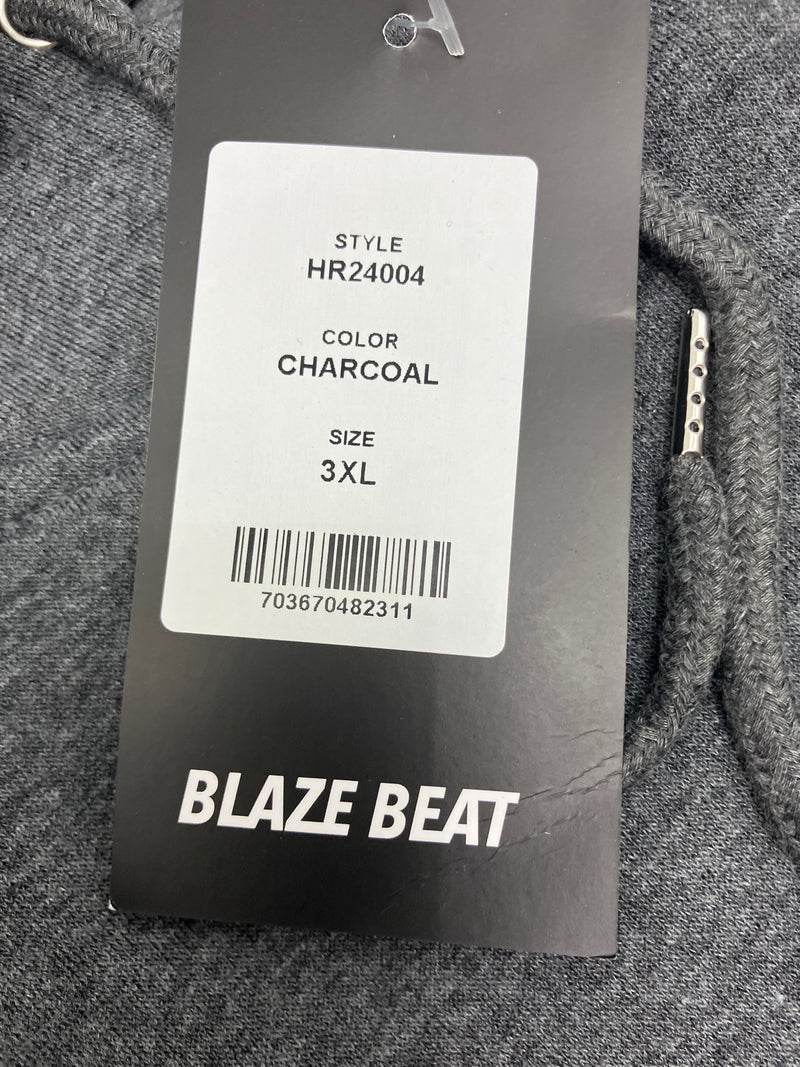 STYLE
HR24004
COLOR
CHARCOAL
SIZE
3XL
703670482311
BLAZE BEAT